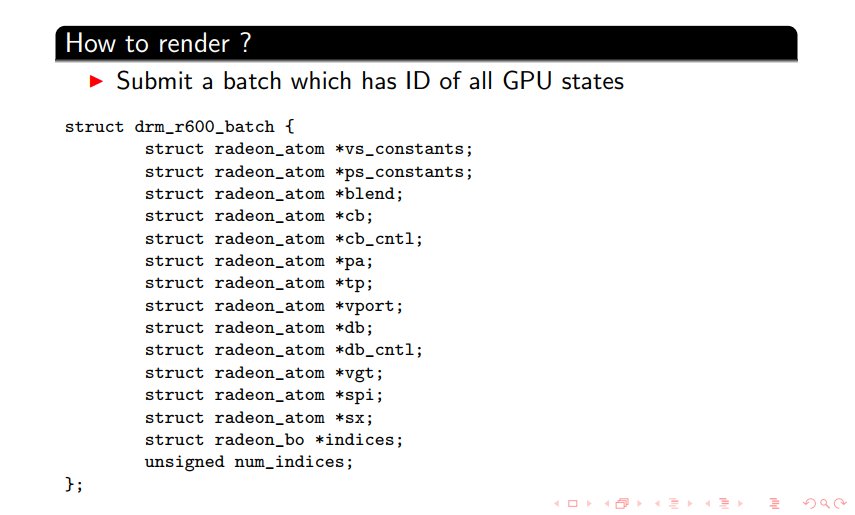 How to render ?
Submit a batch which has ID of all GPU states
struct drm_r600_batch {
struct radeon_atom *vs_constants;
struct radeon_atom *ps_constants;
struct radeon_atom *blend;
struct radeon_atom *cb;
struct radeon_atom *cb_cntl;
struct radeon_atom *pa;
struct radeon_atom *tp;
struct radeon_atom *vport;
struct radeon_atom *db;
struct radeon_atom *db_cntl;
struct radeon_atom *vgt;
struct radeon_atom *spi;
struct radeon_atom *sx;
struct radeon_bo *indices;
unsigned num_indices;
};